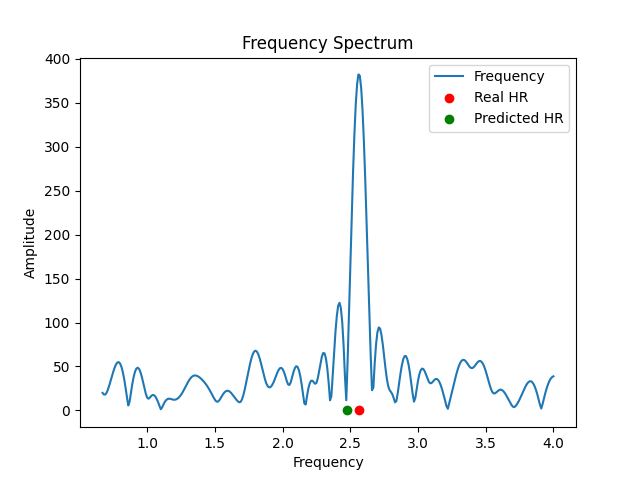 Frequency Spectrum
Frequency
Real HR
Predicted HR
400
350
300
250
200
150
100
50
0
Amplitude
1.0 1.5 2.0 2.5 3.0 3.5 4.0
Frequency